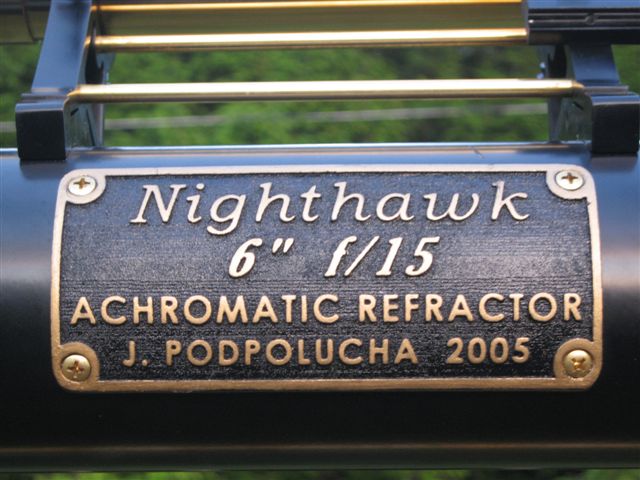 Nighthawk
6" f/15
ACHROMATIC REFRACTOR
J. PODPOLUCHA 2005